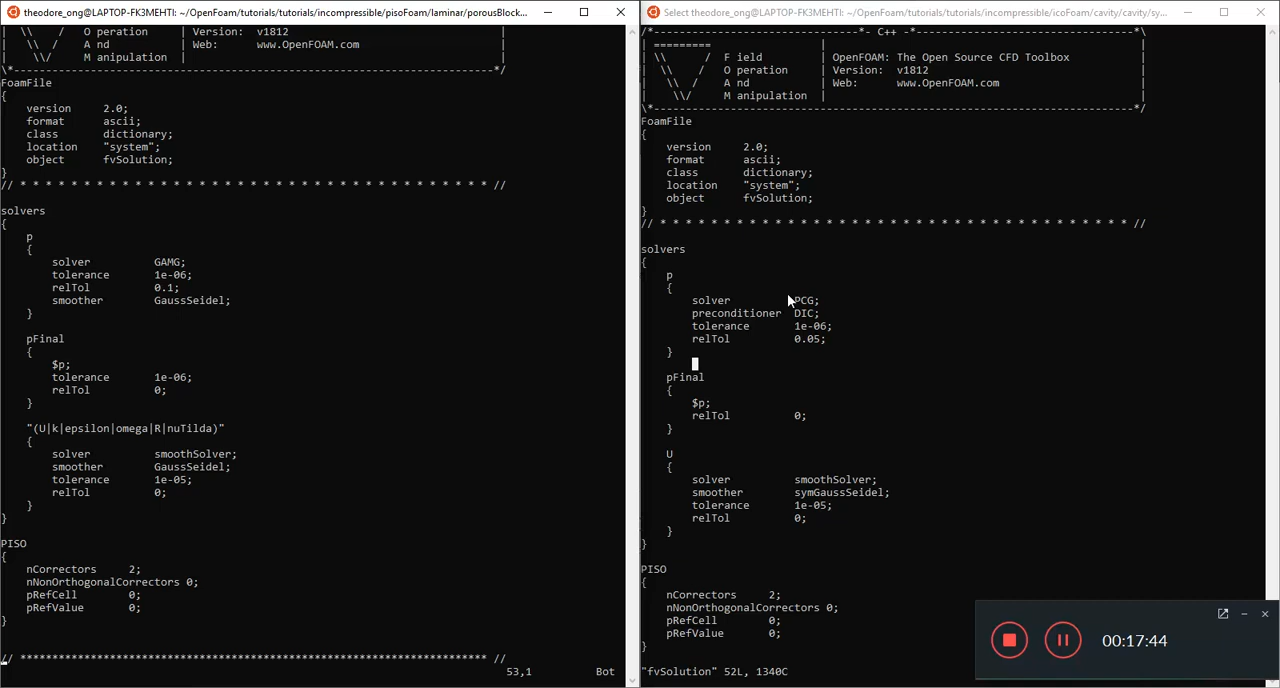 theodore_ong@LAPTOP-FK3MEHTI: ~/OpenFoam/tutorials/tutorials/incompressible/pisoFoam/laminar/porousBlock...
  \\    /   O peration     | Version:  v1812
   \\  /    A nd           | Web:      www.OpenFOAM.com
    \\/     M anipulation  |
\*---------------------------------------------------------------------------*/
FoamFile
{
    version     2.0;
    format      ascii;
    class       dictionary;
    location    "system";
    object      fvSolution;
}
// * * * * * * * * * * * * * * * * * * * * * * * * * * * * * * * * * * * * * //
solvers
{
    p
    {
        solver          GAMG;
        tolerance       1e-06;
        relTol          0.1;
        smoother        GaussSeidel;
    }
    pFinal
    {
        $p;
        tolerance       1e-06;
        relTol          0;
    }
    "(U|k|epsilon|omega|R|nuTilda)"
    {
        solver          smoothSolver;
        smoother        GaussSeidel;
        tolerance       1e-05;
        relTol          0;
    }
}
PISO
{
    nCorrectors     2;
    nNonOrthogonalCorrectors 0;
    pRefCell        0;
    pRefValue       0;
}
// ************************************************************************* //
53,1 Bot
Select theodore_ong@LAPTOP-FK3MEHTI: ~/OpenFoam/tutorials/tutorials/incompressible/icoFoam/cavity/cavity/sy...
/*--------------------------------*- C++ -*----------------------------------*\
| =========                 |
| \\      /  F ield         | OpenFOAM: The Open Source CFD Toolbox           |
|  \\    /   O peration     | Version:  v1812                                 |
|   \\  /    A nd           | Web:      www.OpenFOAM.com                      |
|    \\/     M anipulation  |
\*---------------------------------------------------------------------------*/
FoamFile
{
    version     2.0;
    format      ascii;
    class       dictionary;
    location    "system";
    object      fvSolution;
}
// * * * * * * * * * * * * * * * * * * * * * * * * * * * * * * * * * * * * * //
solvers
{
    p
    {
        solver          PCG;
        preconditioner  DIC;
        tolerance       1e-06;
        relTol          0.05;
    }
    pFinal
    {
        $p;
        relTol          0;
    }
    U
    {
        solver          smoothSolver;
        smoother        symGaussSeidel;
        tolerance       1e-05;
        relTol          0;
    }
}
PISO
{
    nCorrectors     2;
    nNonOrthogonalCorrectors 0;
    pRefCell        0;
    pRefValue       0;
}
"fvSolution" 52L, 1340C
00:17:44